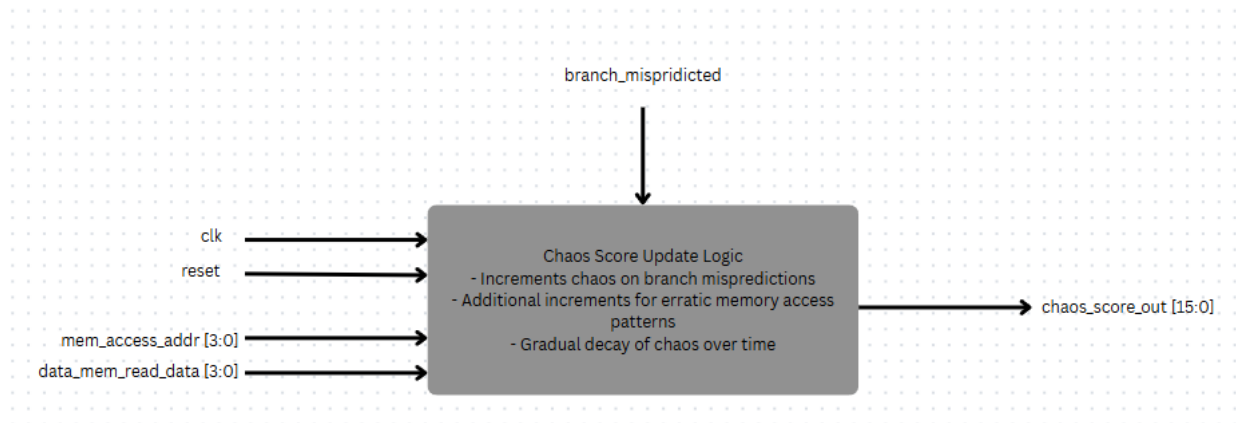 branch_mispridicted
clk
reset
mem_access_addr [3:0]
data_mem_read_data [3:0]
Chaos Score Update Logic
- Increments chaos on branch mispredictions
- Additional increments for erratic memory access
patterns
- Gradual decay of chaos over time
chaos_score_out [15:0]